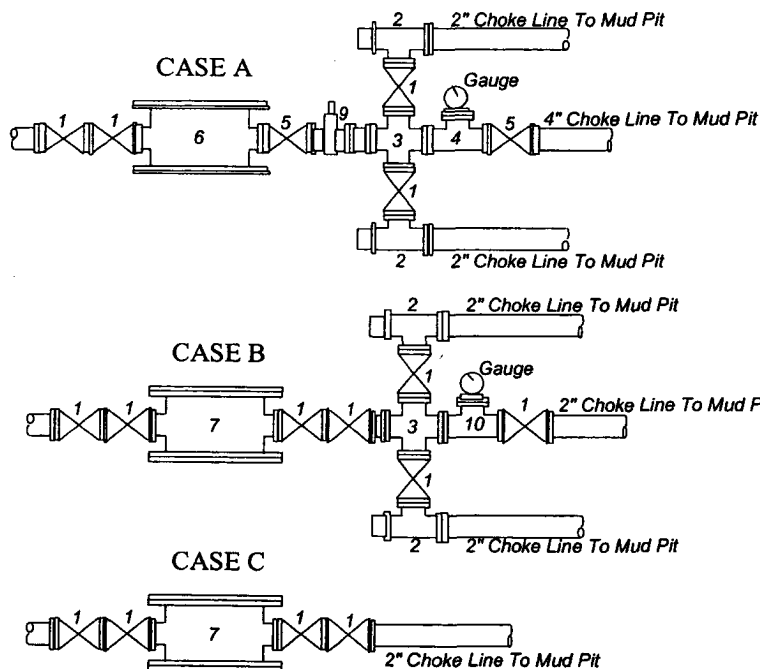 2
2" Choke Line To Mud Pit
CASE A
1
Gauge
1
1
5
9
5
4" Choke Line To Mud Pit
6
3
4
1
2
2" Choke Line To Mud Pit
2
2" Choke Line To Mud Pit
CASE B
Gauge
1
1
1
1
1
1
2" Choke Line To Mud P
7
3
10
1
2
2" Choke Line To Mud Pit
CASE C
1
1
1
1
7
2" Choke Line To Mud Pit